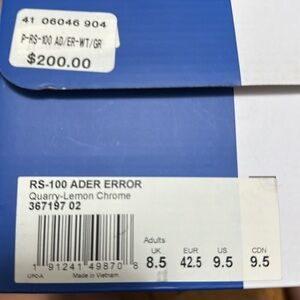 41 06046 904
P-RS-100 AD/ER-WT/GR
$200.00
RS-100 ADER ERROR
Quarry-Lemon Chrome
367197 02
1 91241 49870 8
UPC-A
Made in Vietnam
Adults
UK EUR US CDN
8.5 42.5 9.5 9.5